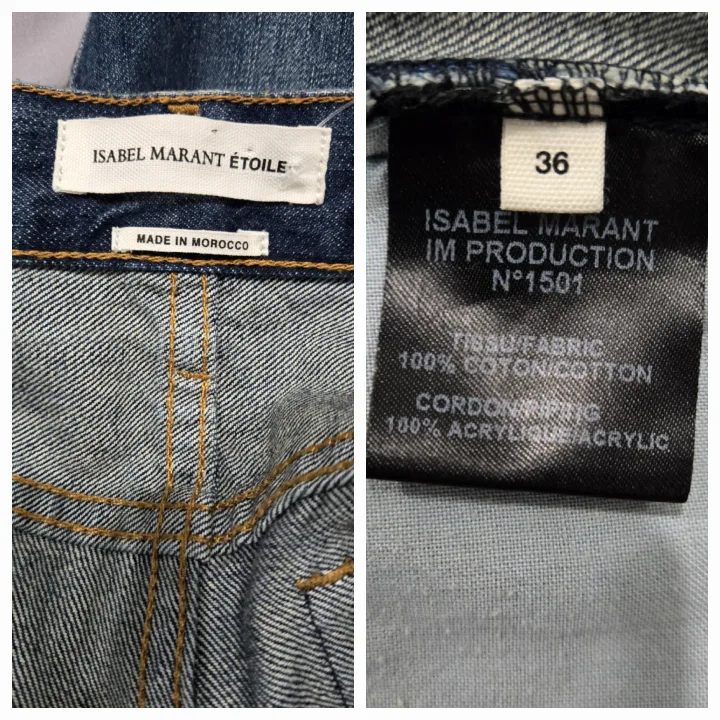 ISABEL MARANT ÉTOILE
MADE IN MOROCCO
36
ISABEL MARANT
IM PRODUCTION
N°1501
TISSU/FABRIC
100% COTON/COTTON
CORDON/PIPING
100% ACRYLIQUE/ACRYLIC